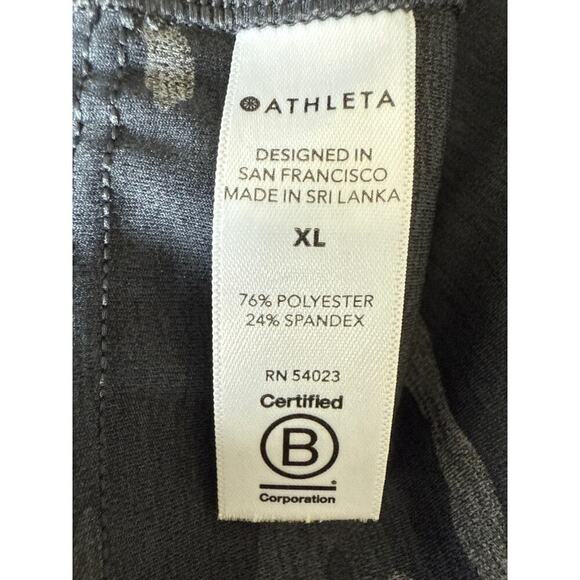 ATHLETA
DESIGNED IN
SAN FRANCISCO
MADE IN SRI LANKA
XL
76% POLYESTER
24% SPANDEX
RN 54023
Certified
B
Corporation